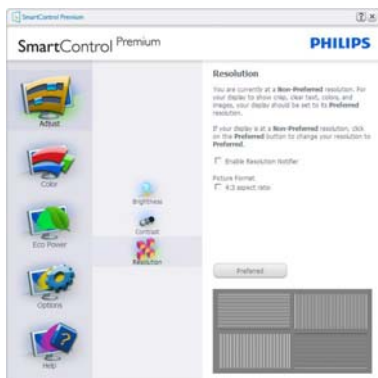 SmartControl Premium
SmartControl Premium
PHILIPS
Adjust
Color
Eco Power
Options
Help
Brightness
Contrast
Resolution
Resolution
You are currently at a Non-Preferred resolution. For
your display to show crisp, clear text, colors, and
images, your display should be set to its Preferred
resolution.
If your display is at a Non-Preferred resolution, click
on the Preferred button to change your resolution to
Preferred.
Enable Resolution Notifier
Picture Format:
4:3 aspect ratio
Preferred